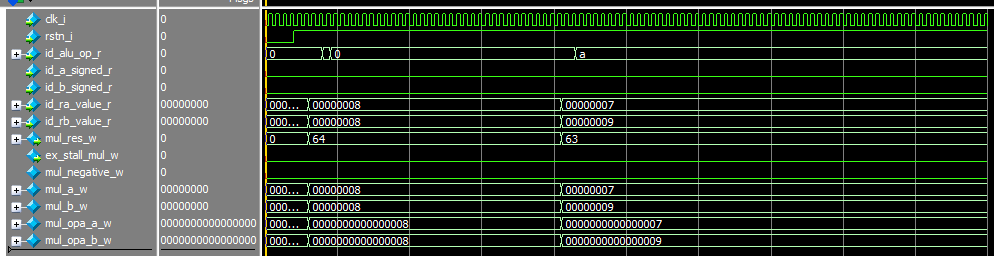 Msgs
clk_i 0
rstn_i 0
id_alu_op_r 0 0 0 a
id_a_signed_r 0
id_b_signed_r 0
id_ra_value_r 00000000 000... 00000008 00000007
id_rb_value_r 00000000 000... 00000008 00000009
mul_res_w 0 0 64 63
ex_stall_mul_w 0
mul_negative_w 0
mul_a_w 00000000 000... 00000008 00000007
mul_b_w 00000000 000... 00000008 00000009
mul_opa_a_w 0000000000000000 000... 0000000000000008 0000000000000007
mul_opa_b_w 0000000000000000 000... 0000000000000008 0000000000000009